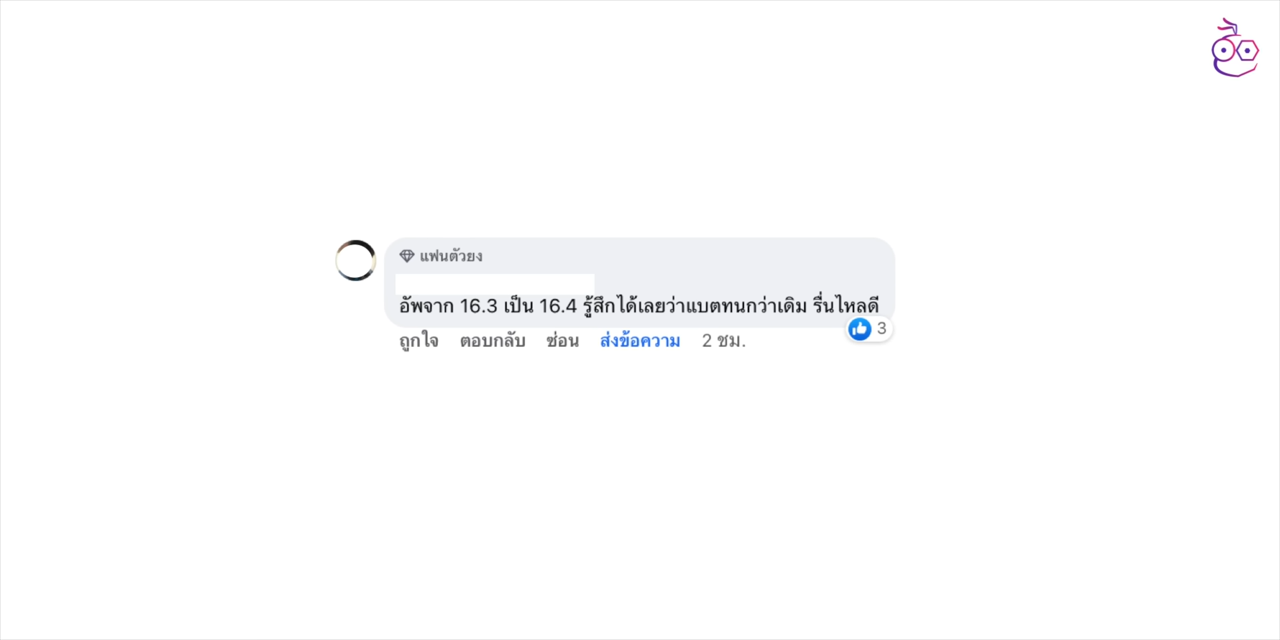 แฟนตัวยง
อัพจาก 16.3 เป็น 16.4 รู้สึกได้เลยว่าแบตทนกว่าเดิม รื่นไหลดี
3
ถูกใจ ตอบกลับ ซ่อน ส่งข้อความ 2 ชม.